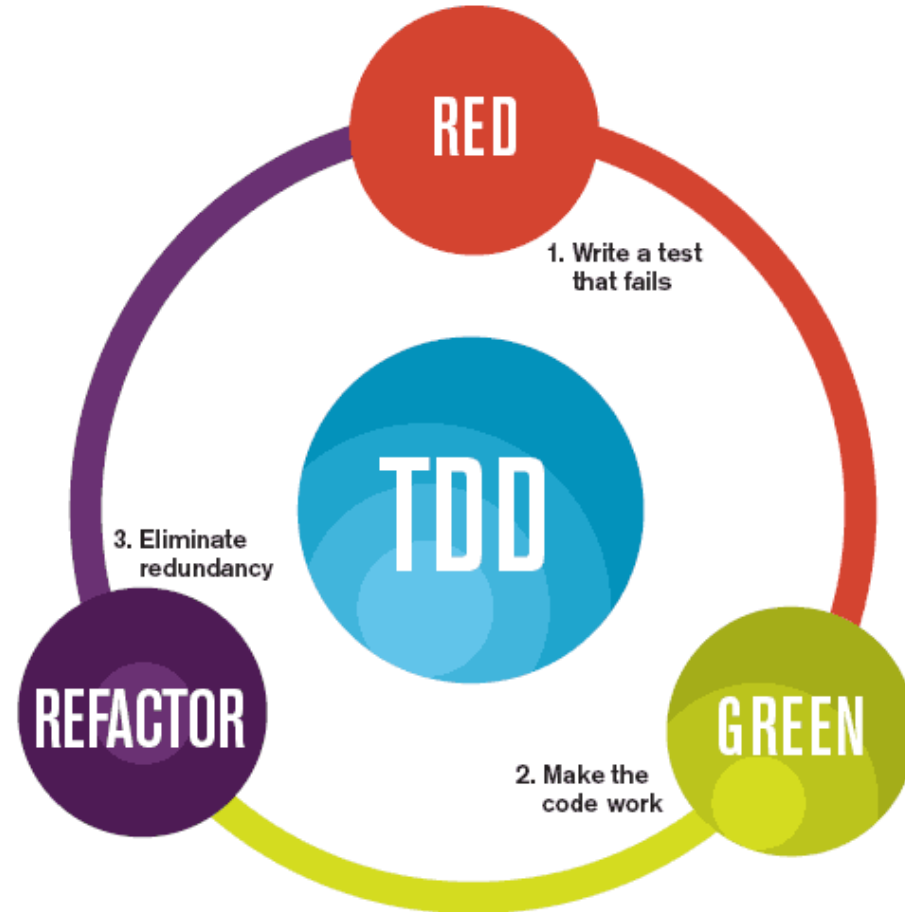 RED
1. Write a test
that fails
TDD
3. Eliminate
redundancy
REFACTOR
GREEN
2. Make the
code work